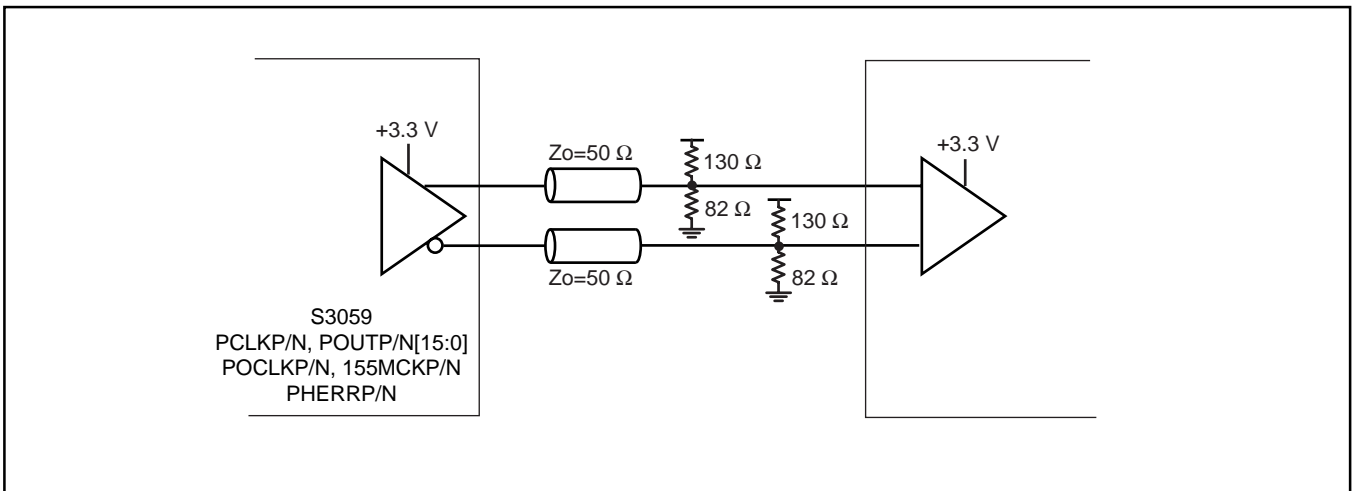 +3.3 V
Zo=50 Ω
130 Ω
82 Ω
130 Ω
82 Ω
Zo=50 Ω
+3.3 V
S3059
PCLKP/N, POUTP/N[15:0]
POCLKP/N, 155MCKP/N
PHERRP/N